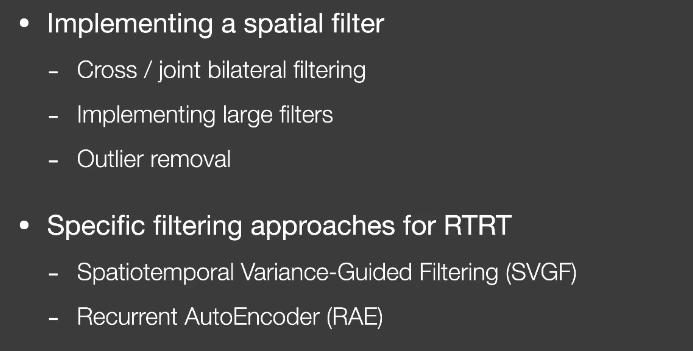 • Implementing a spatial filter
- Cross / joint bilateral filtering
- Implementing large filters
- Outlier removal
• Specific filtering approaches for RTRT
- Spatiotemporal Variance-Guided Filtering (SVGF)
- Recurrent AutoEncoder (RAE)